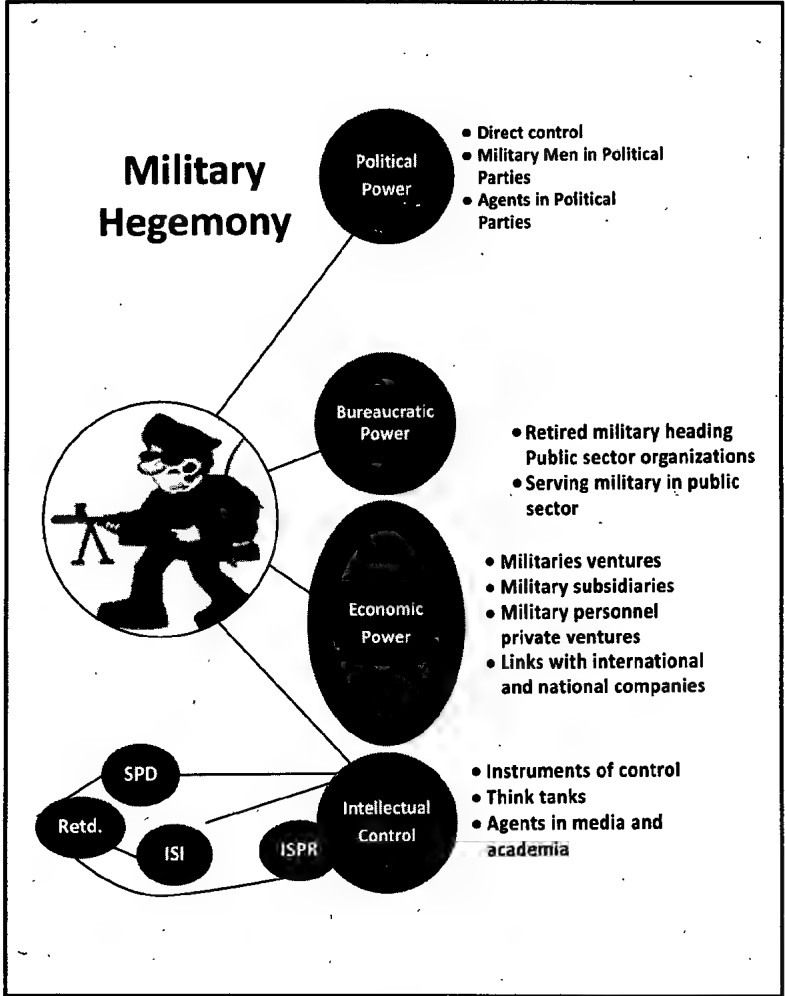 Military
Hegemony
Political
Power
• Direct control
• Military Men in Political
Parties
• Agents in Political
Parties
Bureaucratic
Power
• Retired military heading
Public sector organizations
• Serving military in public
sector
Economic
Power
• Militaries ventures
• Military subsidiaries
• Military personnel
private ventures
• Links with international
and national companies
SPD
Retd.
ISI
ISPR
Intellectual
Control
• Instruments of control
• Think tanks
• Agents in media and
academia